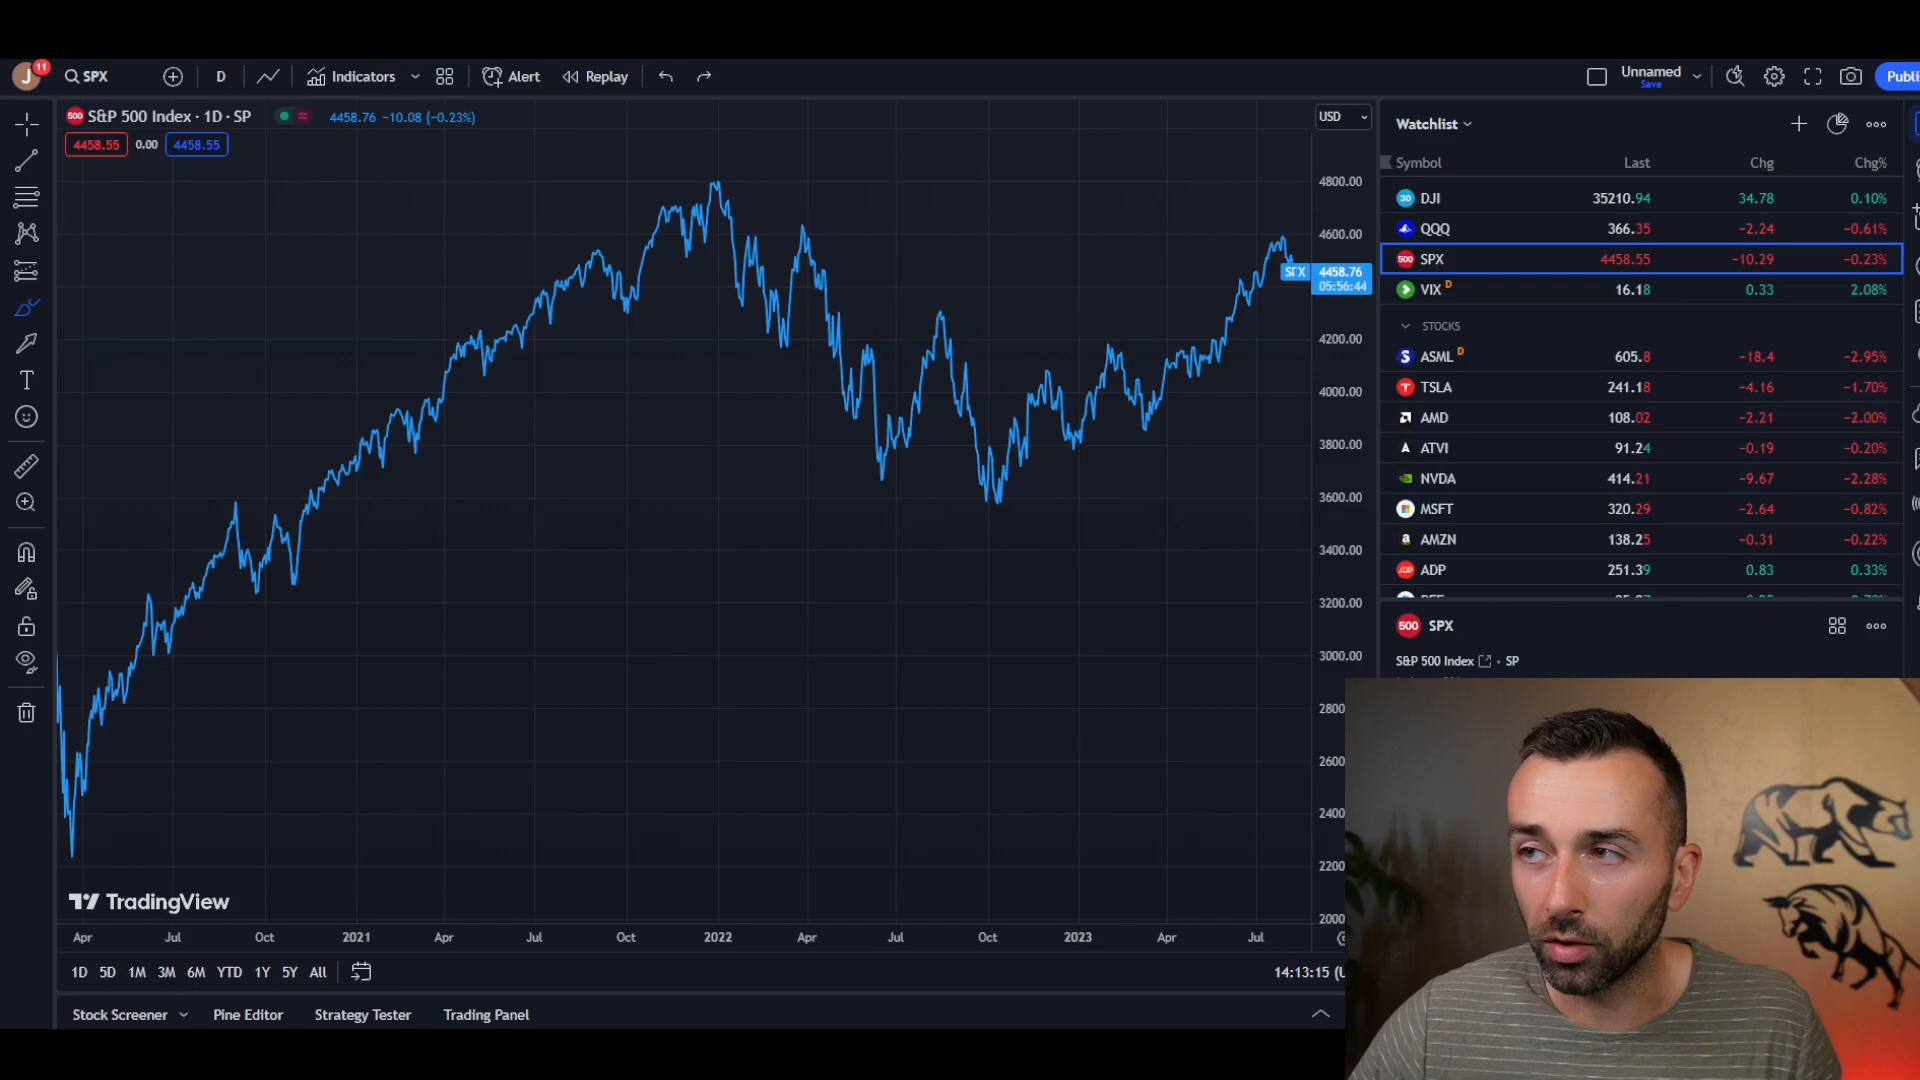 J 11 SPX D Indicators Alert Replay Unnamed Save Publi
500 S&P 500 Index · 1D · SP 4458.76 −10.08 (−0.23%) USD
4458.55 0.00 4458.55
4800.00
4600.00
SPX 4458.76
05:56:44
4200.00
4000.00
3800.00
3600.00
3400.00
3200.00
3000.00
2800
2600
2400
2200
2000
TradingView
Apr Jul Oct 2021 Apr Jul Oct 2022 Apr Jul Oct 2023 Apr Jul
1D 5D 1M 3M 6M YTD 1Y 5Y All 14:13:15 (U
Stock Screener Pine Editor Strategy Tester Trading Panel
Watchlist
Symbol Last Chg Chg%
30 DJI 35210.94 34.78 0.10%
QQQ 366.35 −2.24 −0.61%
500 SPX 4458.55 −10.29 −0.23%
VIX D 16.18 0.33 2.08%
STOCKS
ASML D 605.8 −18.4 −2.95%
TSLA 241.18 −4.16 −1.70%
AMD 108.02 −2.21 −2.00%
ATVI 91.24 −0.19 −0.20%
NVDA 414.21 −9.67 −2.28%
MSFT 320.29 −2.64 −0.82%
AMZN 138.25 −0.31 −0.22%
ADP 251.39 0.83 0.33%
500 SPX
S&P 500 Index · SP